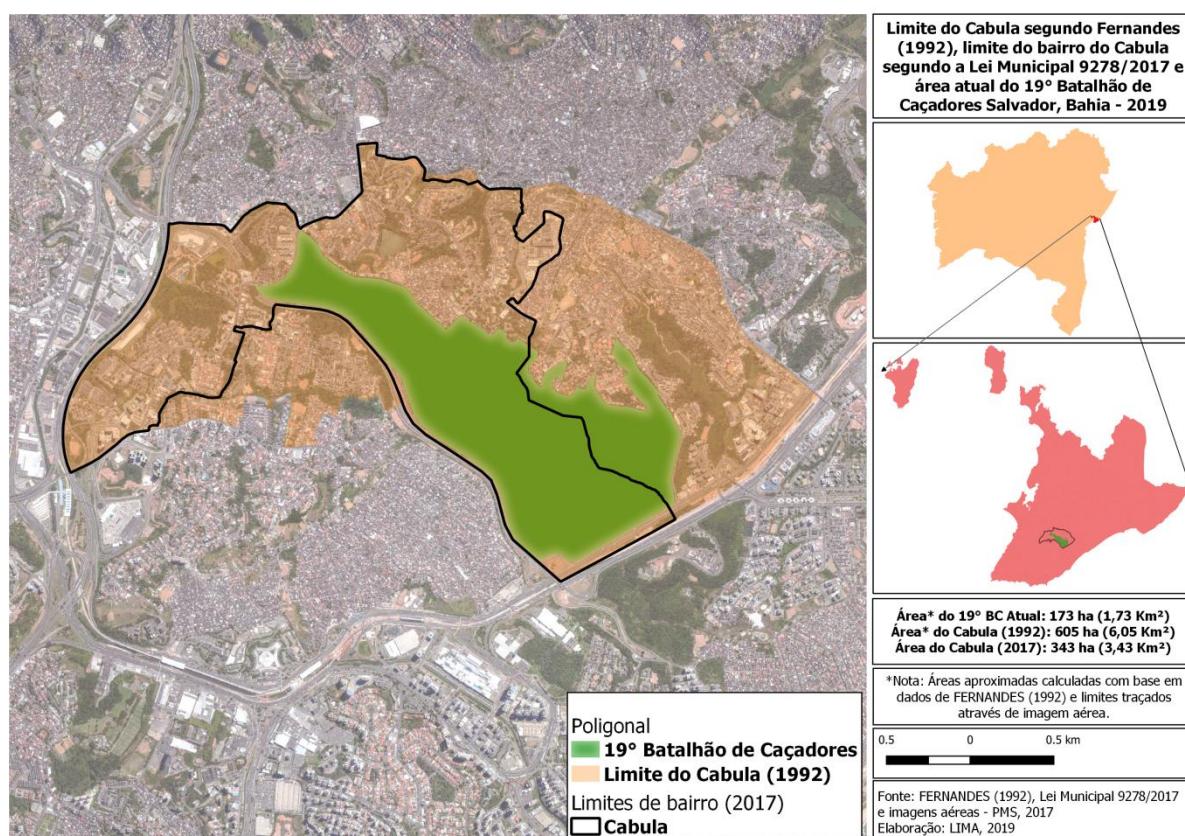 Limite do Cabula segundo Fernandes
(1992), limite do bairro do Cabula
segundo a Lei Municipal 9278/2017 e
área atual do 19° Batalhão de
Caçadores Salvador, Bahia - 2019
Área* do 19° BC Atual: 173 ha (1,73 Km²)
Área* do Cabula (1992): 605 ha (6,05 Km²)
Área do Cabula (2017): 343 ha (3,43 Km²)
*Nota: Áreas aproximadas calculadas com base em
dados de FERNANDES (1992) e limites traçados
através de imagem aérea.
0.5 0 0.5 km
Fonte: FERNANDES (1992), Lei Municipal 9278/2017
e imagens aéreas - PMS, 2017
Elaboração: LIMA, 2019
Poligonal
19° Batalhão de Caçadores
Limite do Cabula (1992)
Limites de bairro (2017)
Cabula